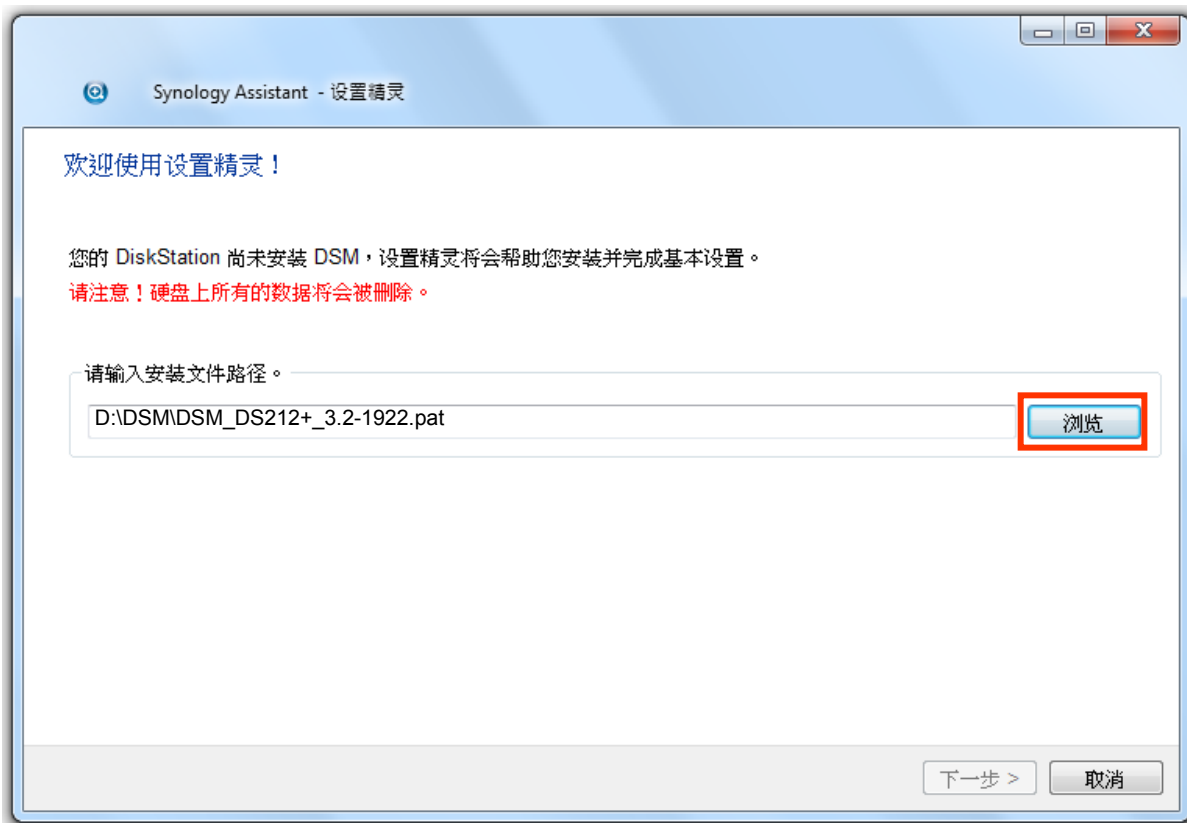 Synology Assistant - 设置精灵
欢迎使用设置精灵！
您的 DiskStation 尚未安装 DSM，设置精灵将会帮助您安装并完成基本设置。
请注意！硬盘上所有的数据将会被删除。
请输入安装文件路径。
D:\DSM\DSM_DS212+_3.2-1922.pat
浏览
下一步 >
取消